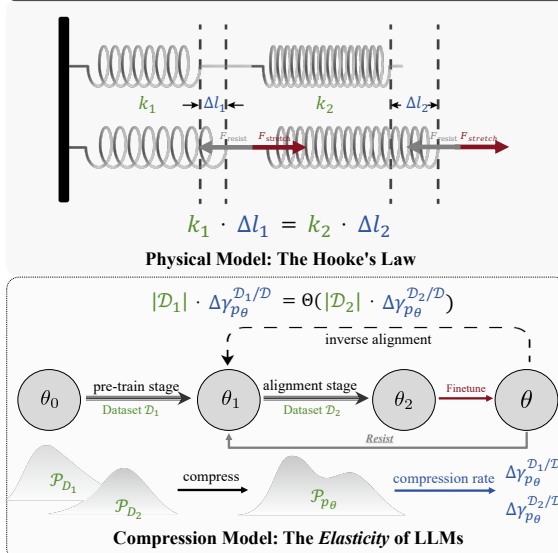 k₁ Δl₁ k₂ Δl₂
F_resist F_stretch F_resist F_stretch
k₁ · Δl₁ = k₂ · Δl₂
Physical Model: The Hooke's Law
|𝒟₁| · Δγ_{p_θ}^{𝒟₁/𝒟} = Θ(|𝒟₂| · Δγ_{p_θ}^{𝒟₂/𝒟})
inverse alignment
θ₀ pre-train stage θ₁ alignment stage θ₂ Finetune θ
Dataset 𝒟₁ Dataset 𝒟₂
Resist
𝒫_{D₁} 𝒫_{D₂} compress 𝒫_{p_θ} compression rate Δγ_{p_θ}^{𝒟₁/𝒟}
Δγ_{p_θ}^{𝒟₂/𝒟}
Compression Model: The Elasticity of LLMs